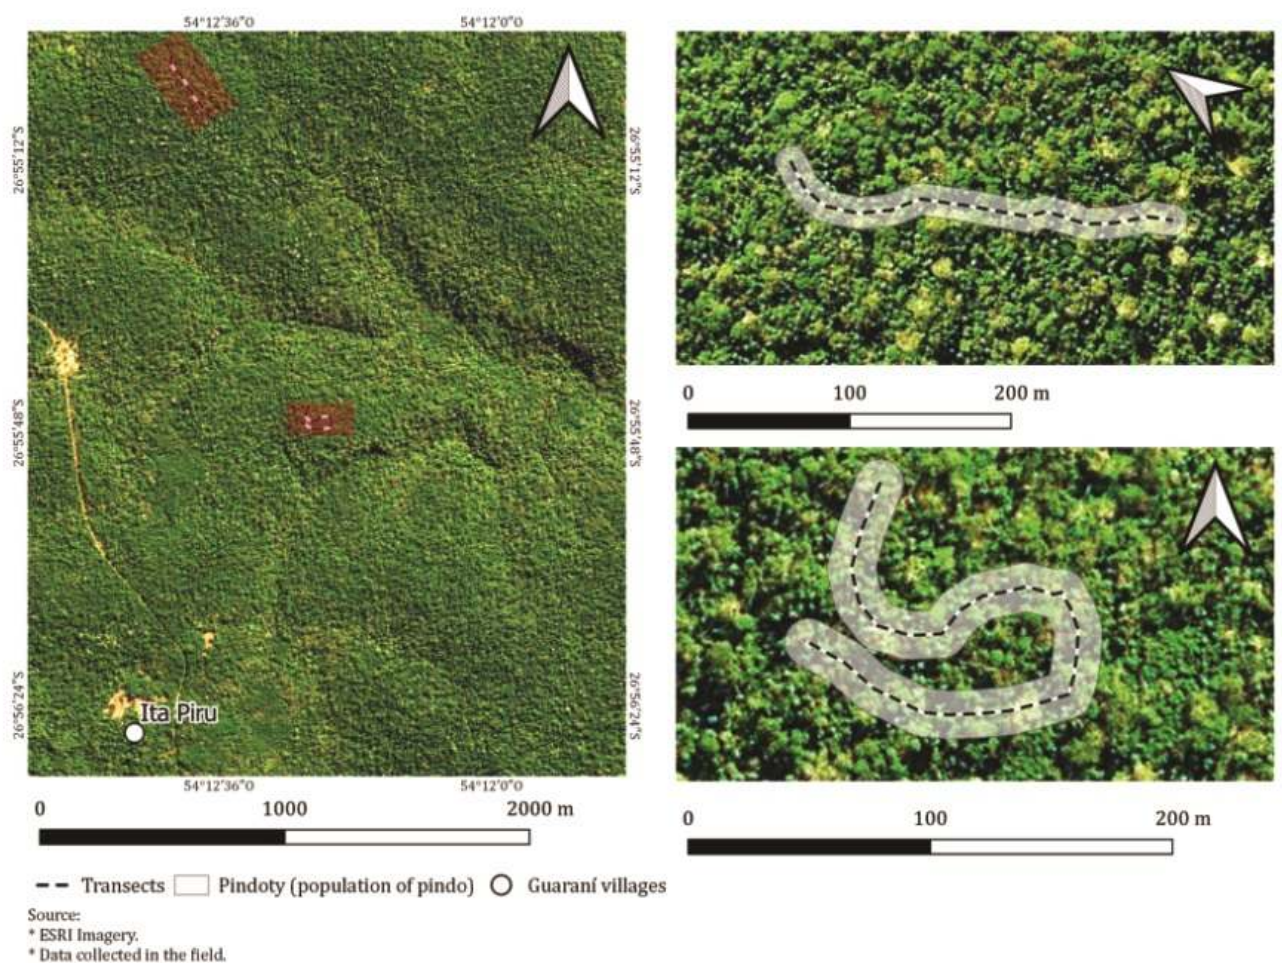 54°12'36"O 54°12'0"O
26°55'12"S
26°55'12"S
26°55'48"S
26°55'48"S
26°56'24"S
26°56'24"S
Ita Piru
54°12'36"O 54°12'0"O
0 1000 2000 m
0 100 200 m
0 100 200 m
Transects Pindoty (population of pindo) Guaraní villages
Source:
* ESRI Imagery.
* Data collected in the field.